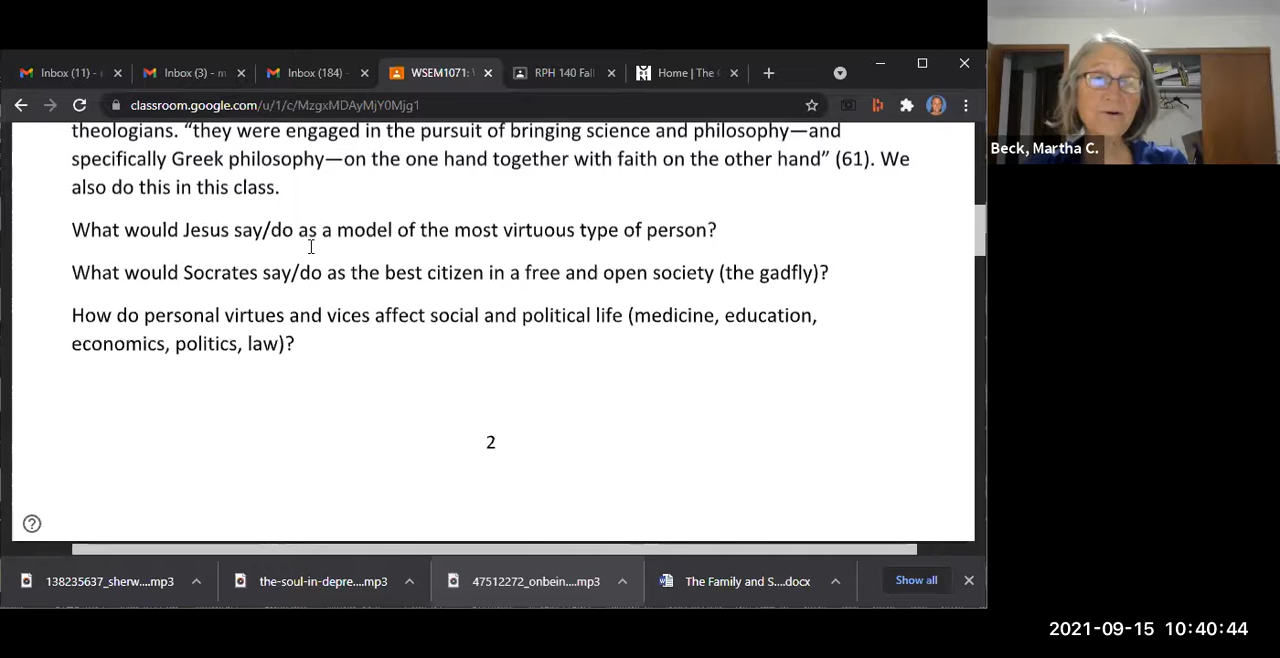 Inbox (11) -
Inbox (3) - m
Inbox (184) -
WSEM1071: 
RPH 140 Fal
Home | The
classroom.google.com/u/1/c/MzgxMDAyMjY0Mjg1
theologians. “they were engaged in the pursuit of bringing science and philosophy—and
specifically Greek philosophy—on the one hand together with faith on the other hand” (61). We
also do this in this class.
What would Jesus say/do as a model of the most virtuous type of person?
What would Socrates say/do as the best citizen in a free and open society (the gadfly)?
How do personal virtues and vices affect social and political life (medicine, education,
economics, politics, law)?
2
138235637_sherw....mp3
the-soul-in-depre....mp3
47512272_onbein....mp3
The Family and S....docx
Show all
Beck, Martha C.
2021-09-15 10:40:44